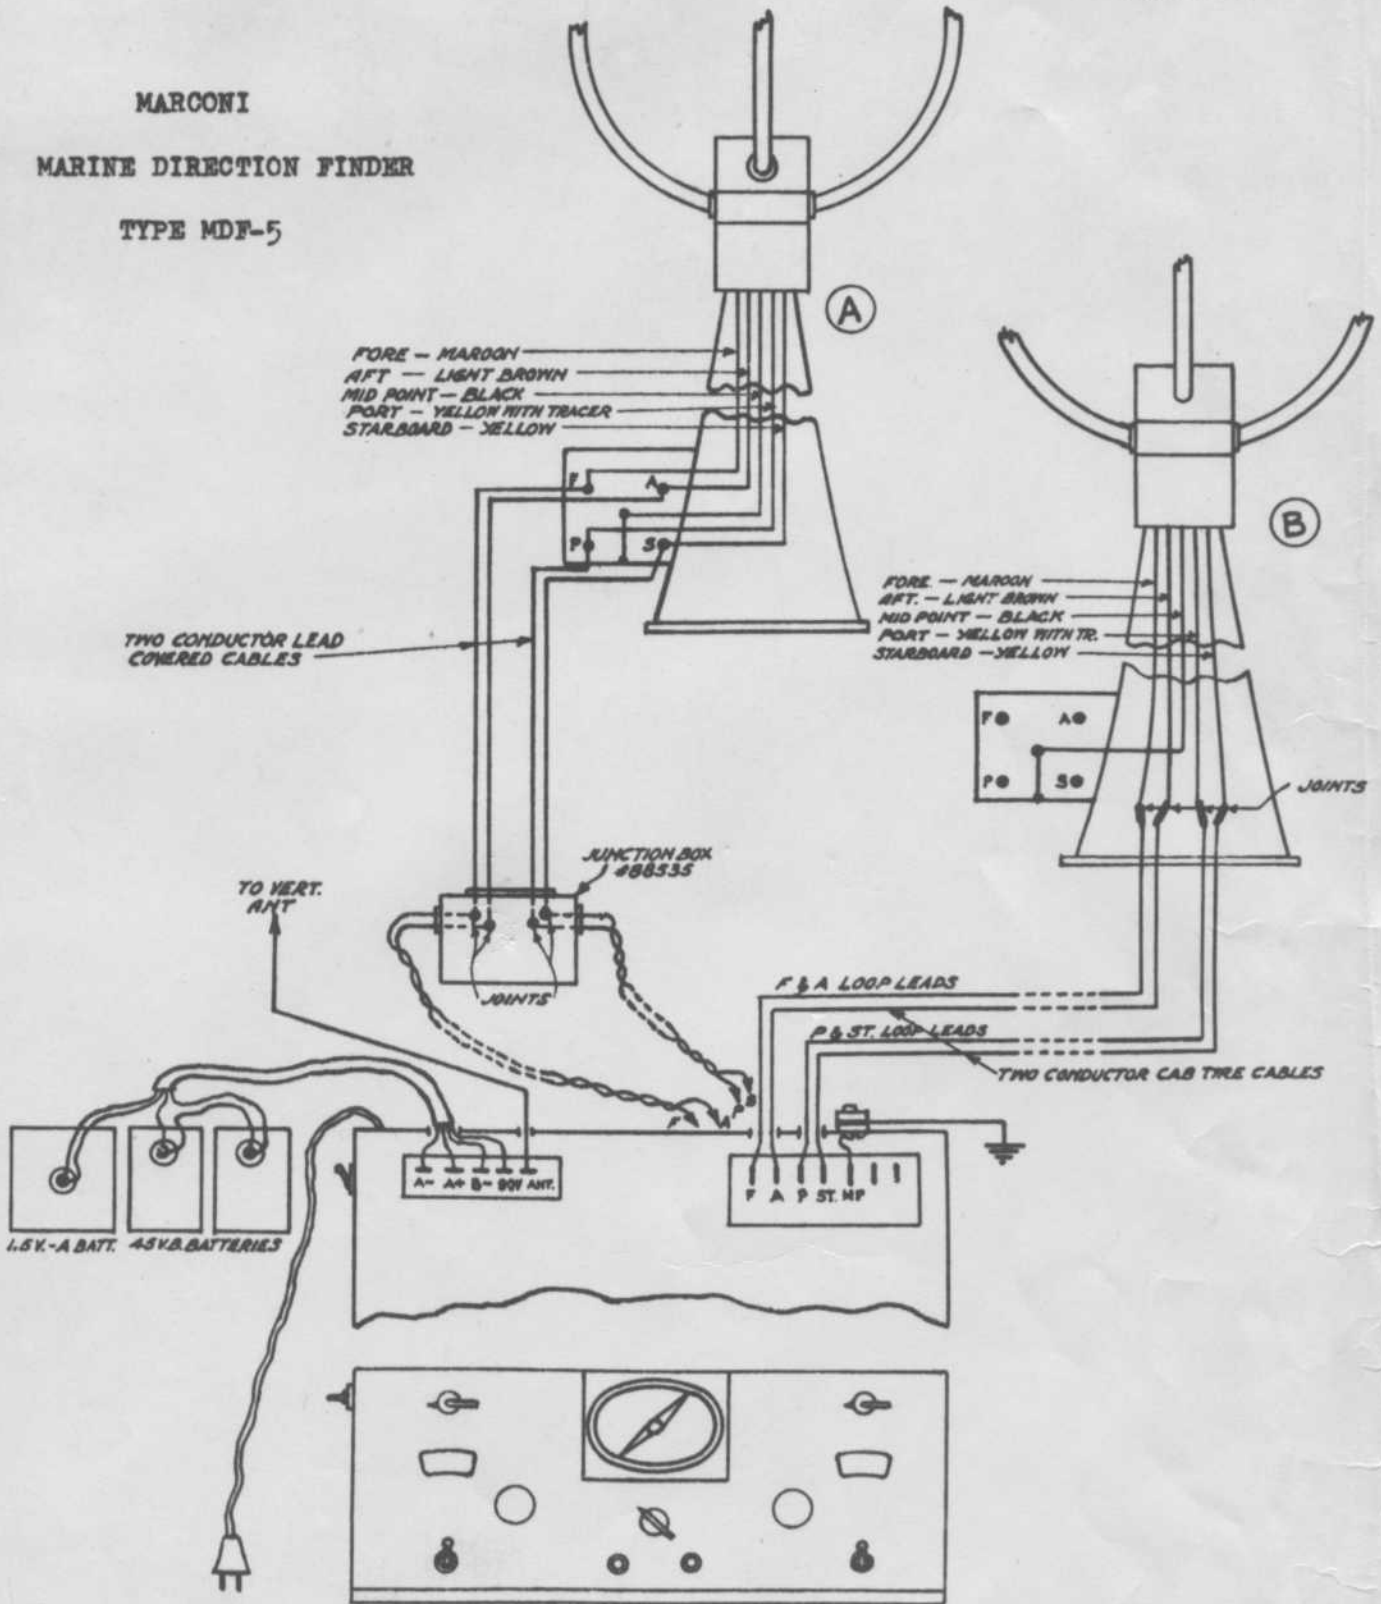 MARCONI
MARINE DIRECTION FINDER
TYPE MDF-5
A
FORE - MAROON
AFT - LIGHT BROWN
MID POINT - BLACK
PORT - YELLOW WITH TRACER
STARBOARD - YELLOW
F A
P S
B
FORE - MAROON
AFT. - LIGHT BROWN
MID POINT - BLACK
PORT - YELLOW WITH TR.
STARBOARD - YELLOW
F A
P S
JOINTS
TWO CONDUCTOR LEAD
COVERED CABLES
JUNCTION BOX
#88535
TO VERT.
ANT
JOINTS
F & A LOOP LEADS
P & ST. LOOP LEADS
TWO CONDUCTOR CAB TIRE CABLES
F A P S
A- A+ B- 90V ANT.
F A P ST. MP
1.5V.-A BATT. 45V.B. BATTERIES